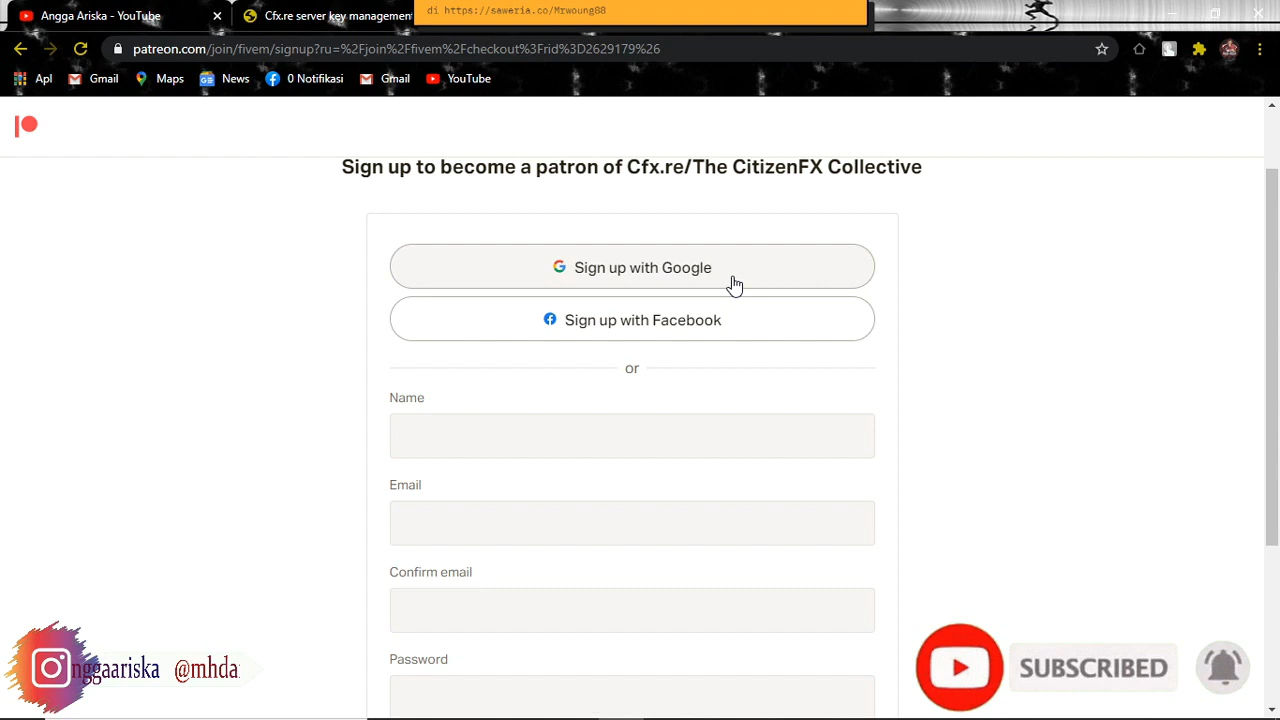 Angga Ariska - YouTube
Cfx.re server key management
di https://saweria.co/Mrwoung88
patreon.com/join/fivem/signup?ru=%2Fjoin%2Ffivem%2Fcheckout%3Frid%3D2629179%26
Apl
Gmail
Maps
News
0 Notifikasi
Gmail
YouTube
Sign up to become a patron of Cfx.re/The CitizenFX Collective
Sign up with Google
Sign up with Facebook
or
Name
Email
Confirm email
Password
nggaariska @mhda
SUBSCRIBED